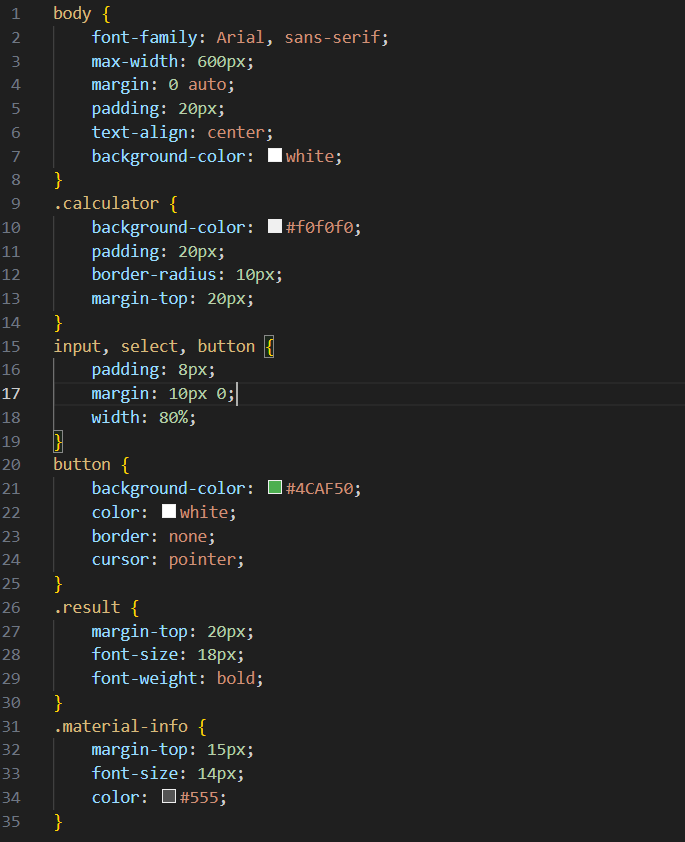 1 body {
2     font-family: Arial, sans-serif;
3     max-width: 600px;
4     margin: 0 auto;
5     padding: 20px;
6     text-align: center;
7     background-color: white;
8 }
9 .calculator {
10     background-color: #f0f0f0;
11     padding: 20px;
12     border-radius: 10px;
13     margin-top: 20px;
14 }
15 input, select, button {
16     padding: 8px;
17     margin: 10px 0;
18     width: 80%;
19 }
20 button {
21     background-color: #4CAF50;
22     color: white;
23     border: none;
24     cursor: pointer;
25 }
26 .result {
27     margin-top: 20px;
28     font-size: 18px;
29     font-weight: bold;
30 }
31 .material-info {
32     margin-top: 15px;
33     font-size: 14px;
34     color: #555;
35 }